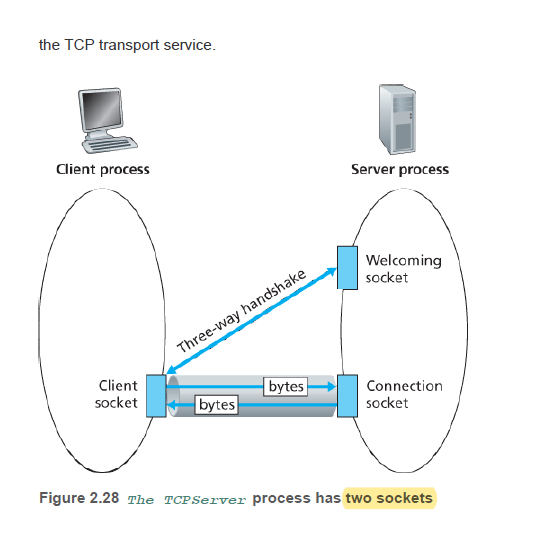 the TCP transport service.
Client process
Server process
Welcoming
socket
Three-way handshake
Client
socket
bytes
bytes
Connection
socket
Figure 2.28 The TCPServer process has two sockets